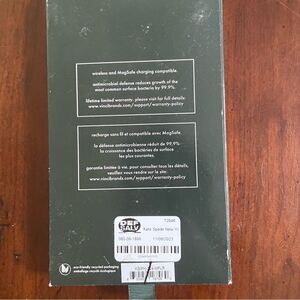 wireless and MagSafe charging compatible.
antimicrobial defense reduces growth of the
most common surface bacteria by 99.9%.
lifetime limited warranty. please visit for full details:
www.vincibrands.com/support/warranty-policy
recharge sans fil et compatible avec MagSafe.
la défense antimicrobienne réduit de 99,9%
la croissance des bactéries de surface
les plus courantes.
garantie limitée à vie. pour consulter tous les détails,
veuillez vous rendre sur le site:
www.vincibrands.com/support/warranty-policy
Kate Spade New Yo
eco-friendly recycled packaging
emballage recyclé écologique